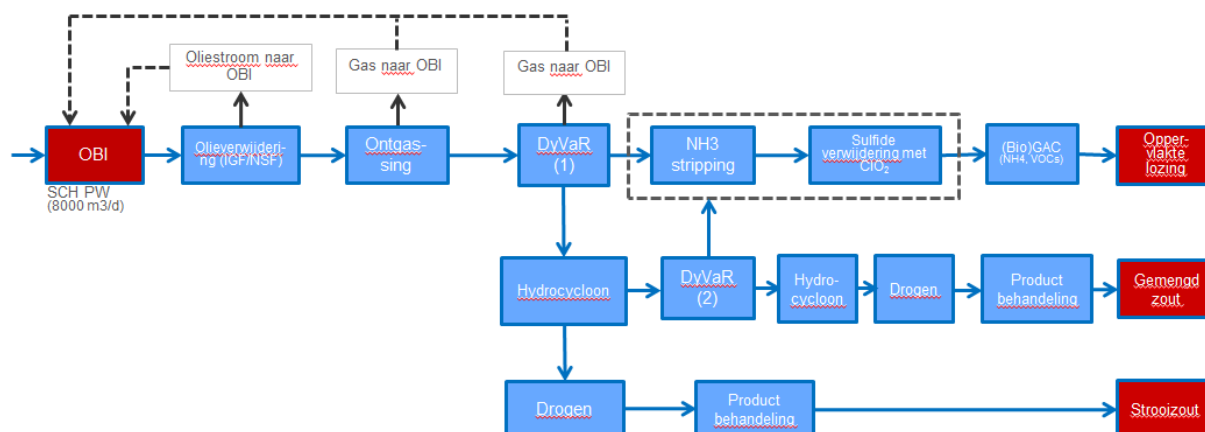 Oliestroom naar
OBI
Gas naar OBI
Gas naar OBI
OBI
Olieverwijderi-
ng (IGF/NSF)
Ontgas-
sing
DyVaR
(1)
NH3
stripping
Sulfide
verwijdering met
ClO₂
(Bio)GAC
(NH4, VOCs)
Opper-
vlakte
lozing
SCH PW
(8000 m3/d)
Hydrocycloon
DyVaR
(2)
Hydro-
cycloon
Drogen
Product
behandeling
Gemengd
zout
Drogen
Product
behandeling
Strooizout